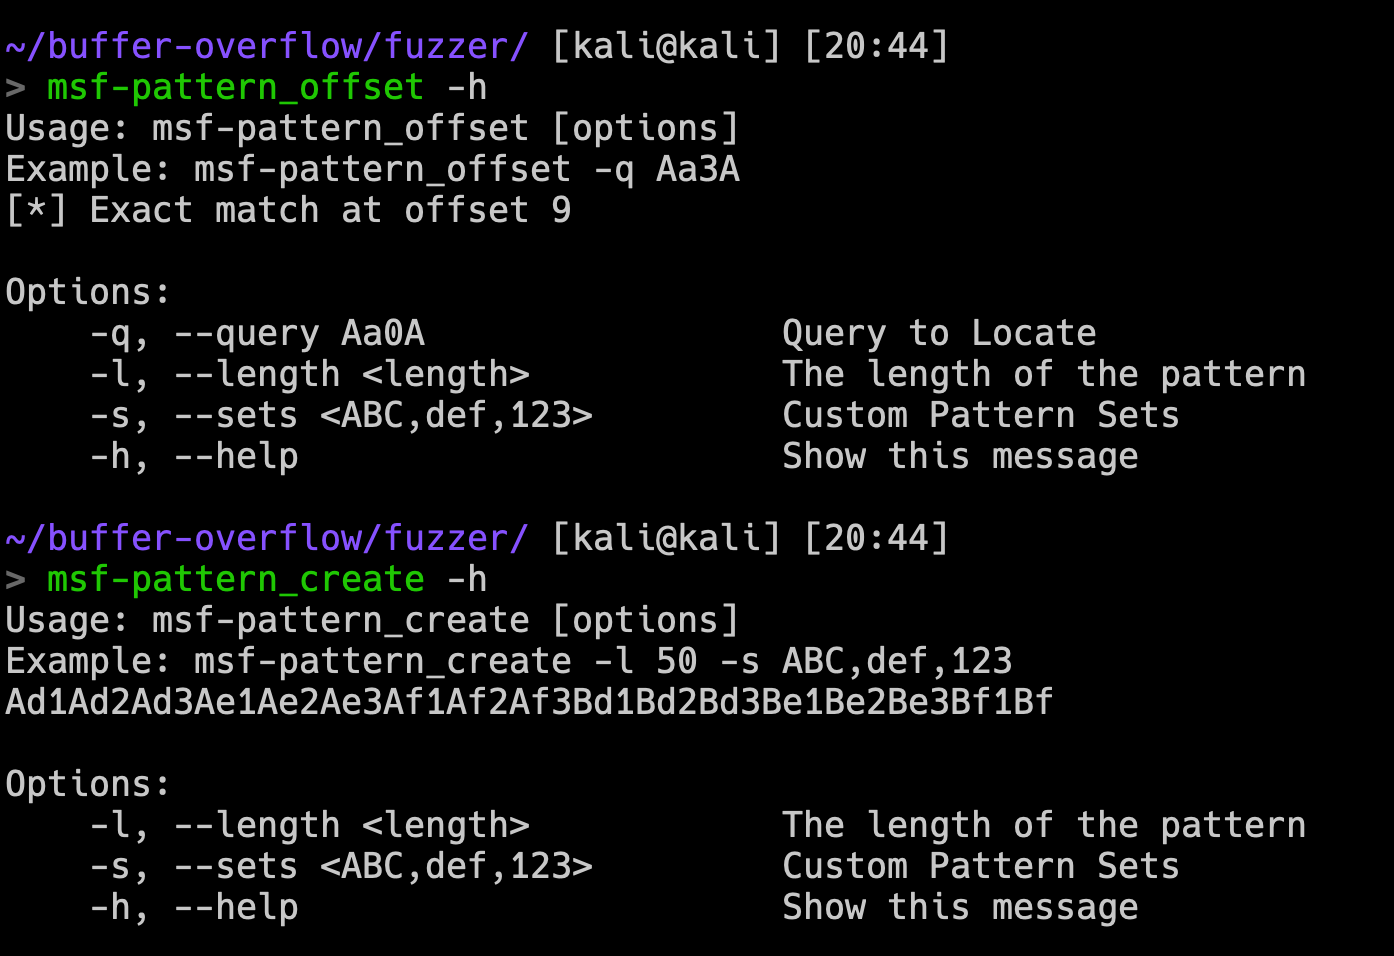 ~/buffer-overflow/fuzzer/ [kali@kali] [20:44]
> msf-pattern_offset -h
Usage: msf-pattern_offset [options]
Example: msf-pattern_offset -q Aa3A
[*] Exact match at offset 9
Options:
-q, --query Aa0A Query to Locate
-l, --length <length> The length of the pattern
-s, --sets <ABC,def,123> Custom Pattern Sets
-h, --help Show this message
~/buffer-overflow/fuzzer/ [kali@kali] [20:44]
> msf-pattern_create -h
Usage: msf-pattern_create [options]
Example: msf-pattern_create -l 50 -s ABC,def,123
Ad1Ad2Ad3Ae1Ae2Ae3Af1Af2Af3Bd1Bd2Bd3Be1Be2Be3Bf1Bf
Options:
-l, --length <length> The length of the pattern
-s, --sets <ABC,def,123> Custom Pattern Sets
-h, --help Show this message